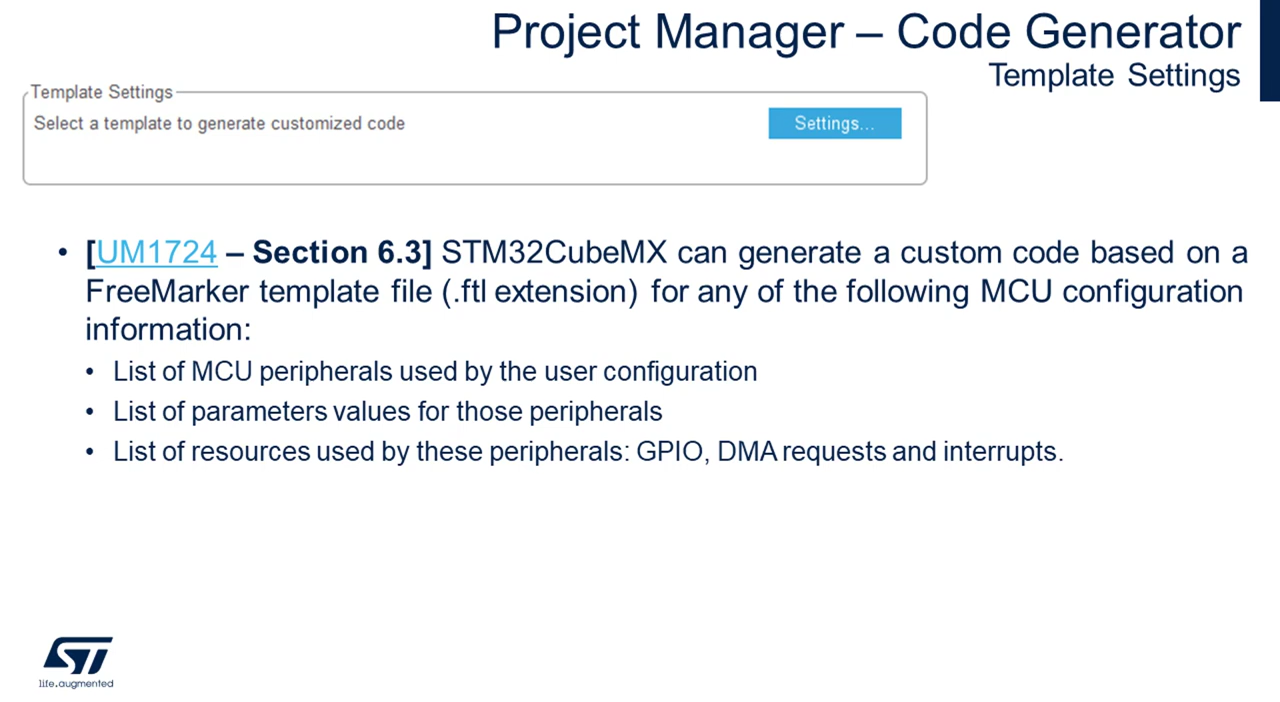 Project Manager – Code Generator
Template Settings
Template Settings
Select a template to generate customized code
Settings...
• [UM1724 – Section 6.3] STM32CubeMX can generate a custom code based on a
FreeMarker template file (.ftl extension) for any of the following MCU configuration
information:
• List of MCU peripherals used by the user configuration
• List of parameters values for those peripherals
• List of resources used by these peripherals: GPIO, DMA requests and interrupts.
ST
life.augmented